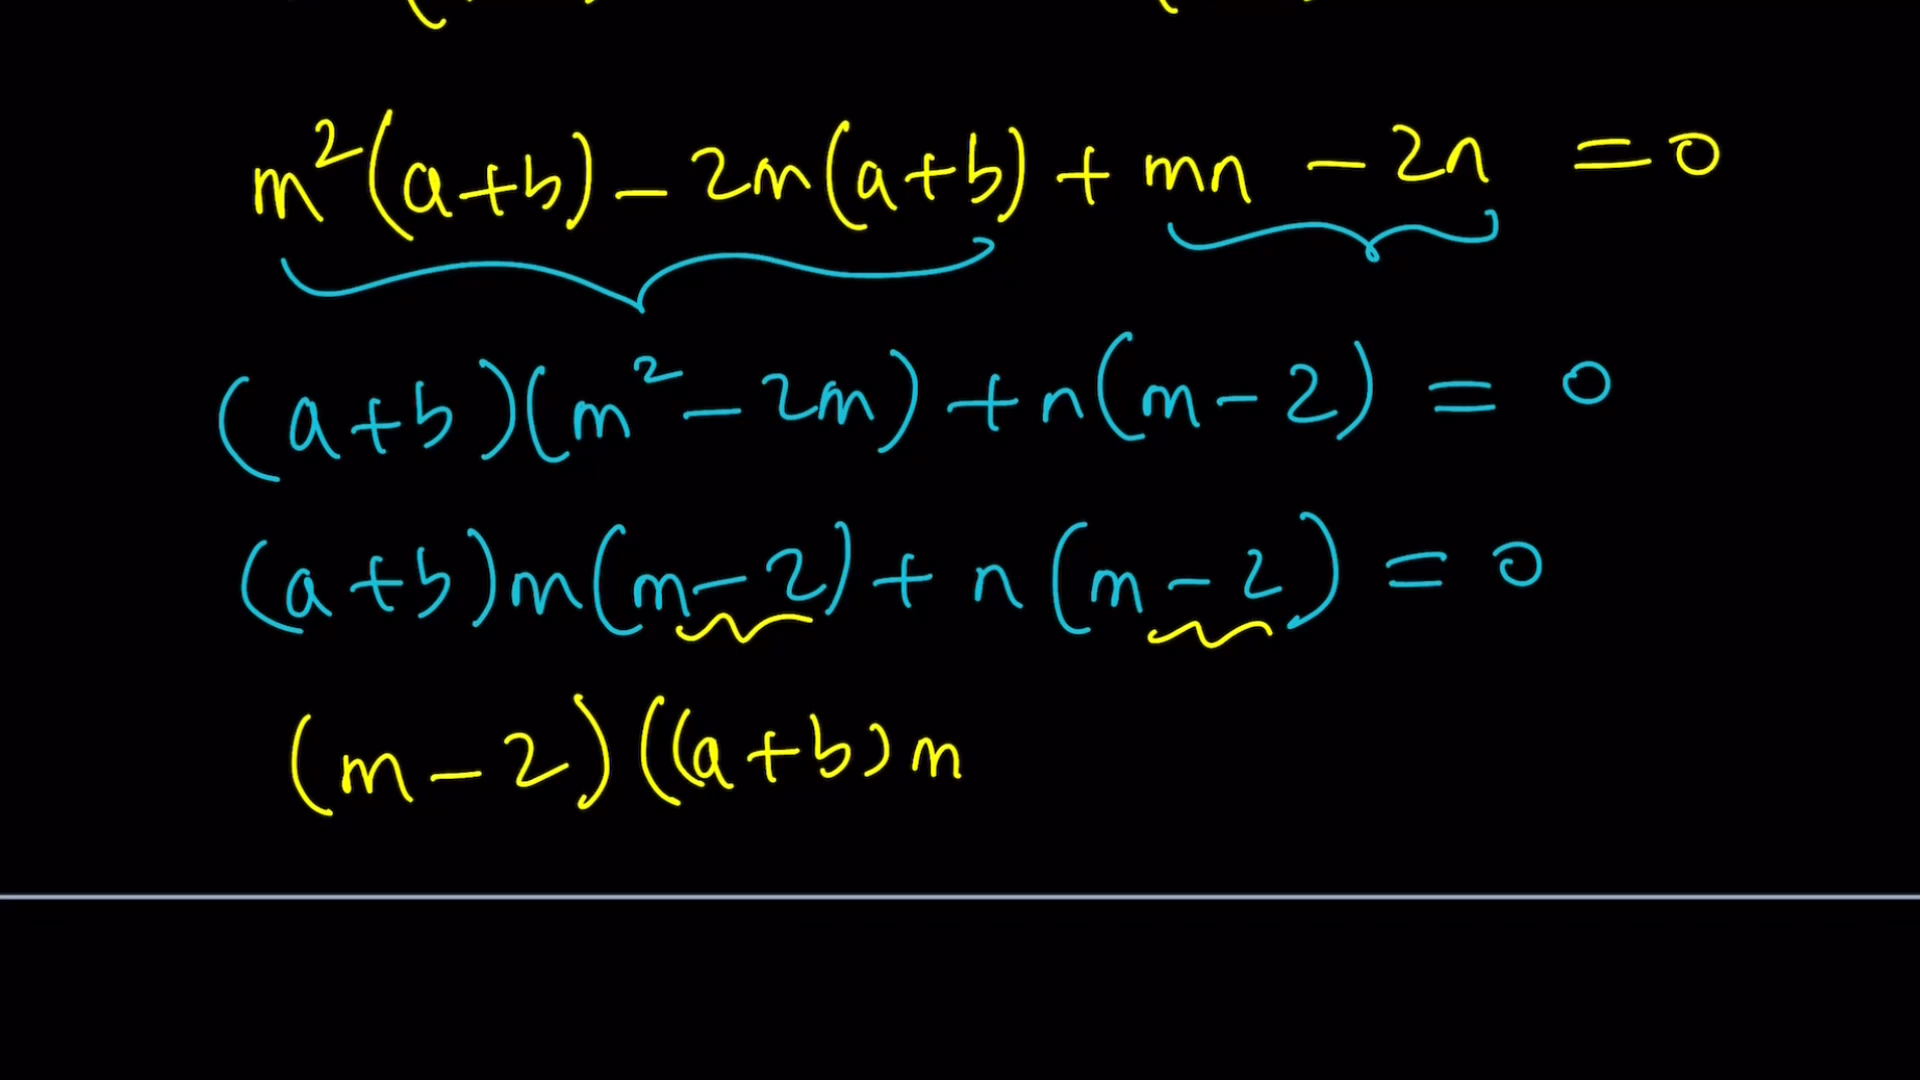 m²(a+b) - 2m(a+b) + mn - 2n = 0
(a+b)(m² - 2m) + n(m-2) = 0
(a+b)m(m-2) + n(m-2) = 0
(m-2)((a+b)m